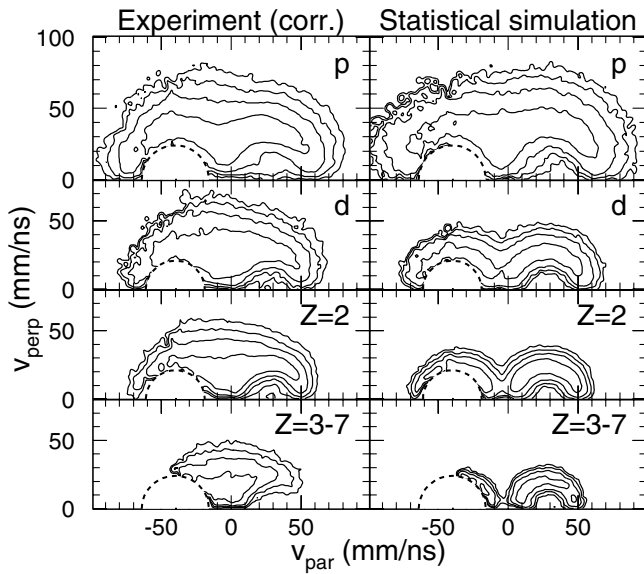 Experiment (corr.) Statistical simulation
100
p
p
50
0
d
d
50
0
Z=2
Z=2
50
0
Z=3-7
Z=3-7
50
0
-50 0 50 -50 0 50
v_perp (mm/ns)
v_par (mm/ns)